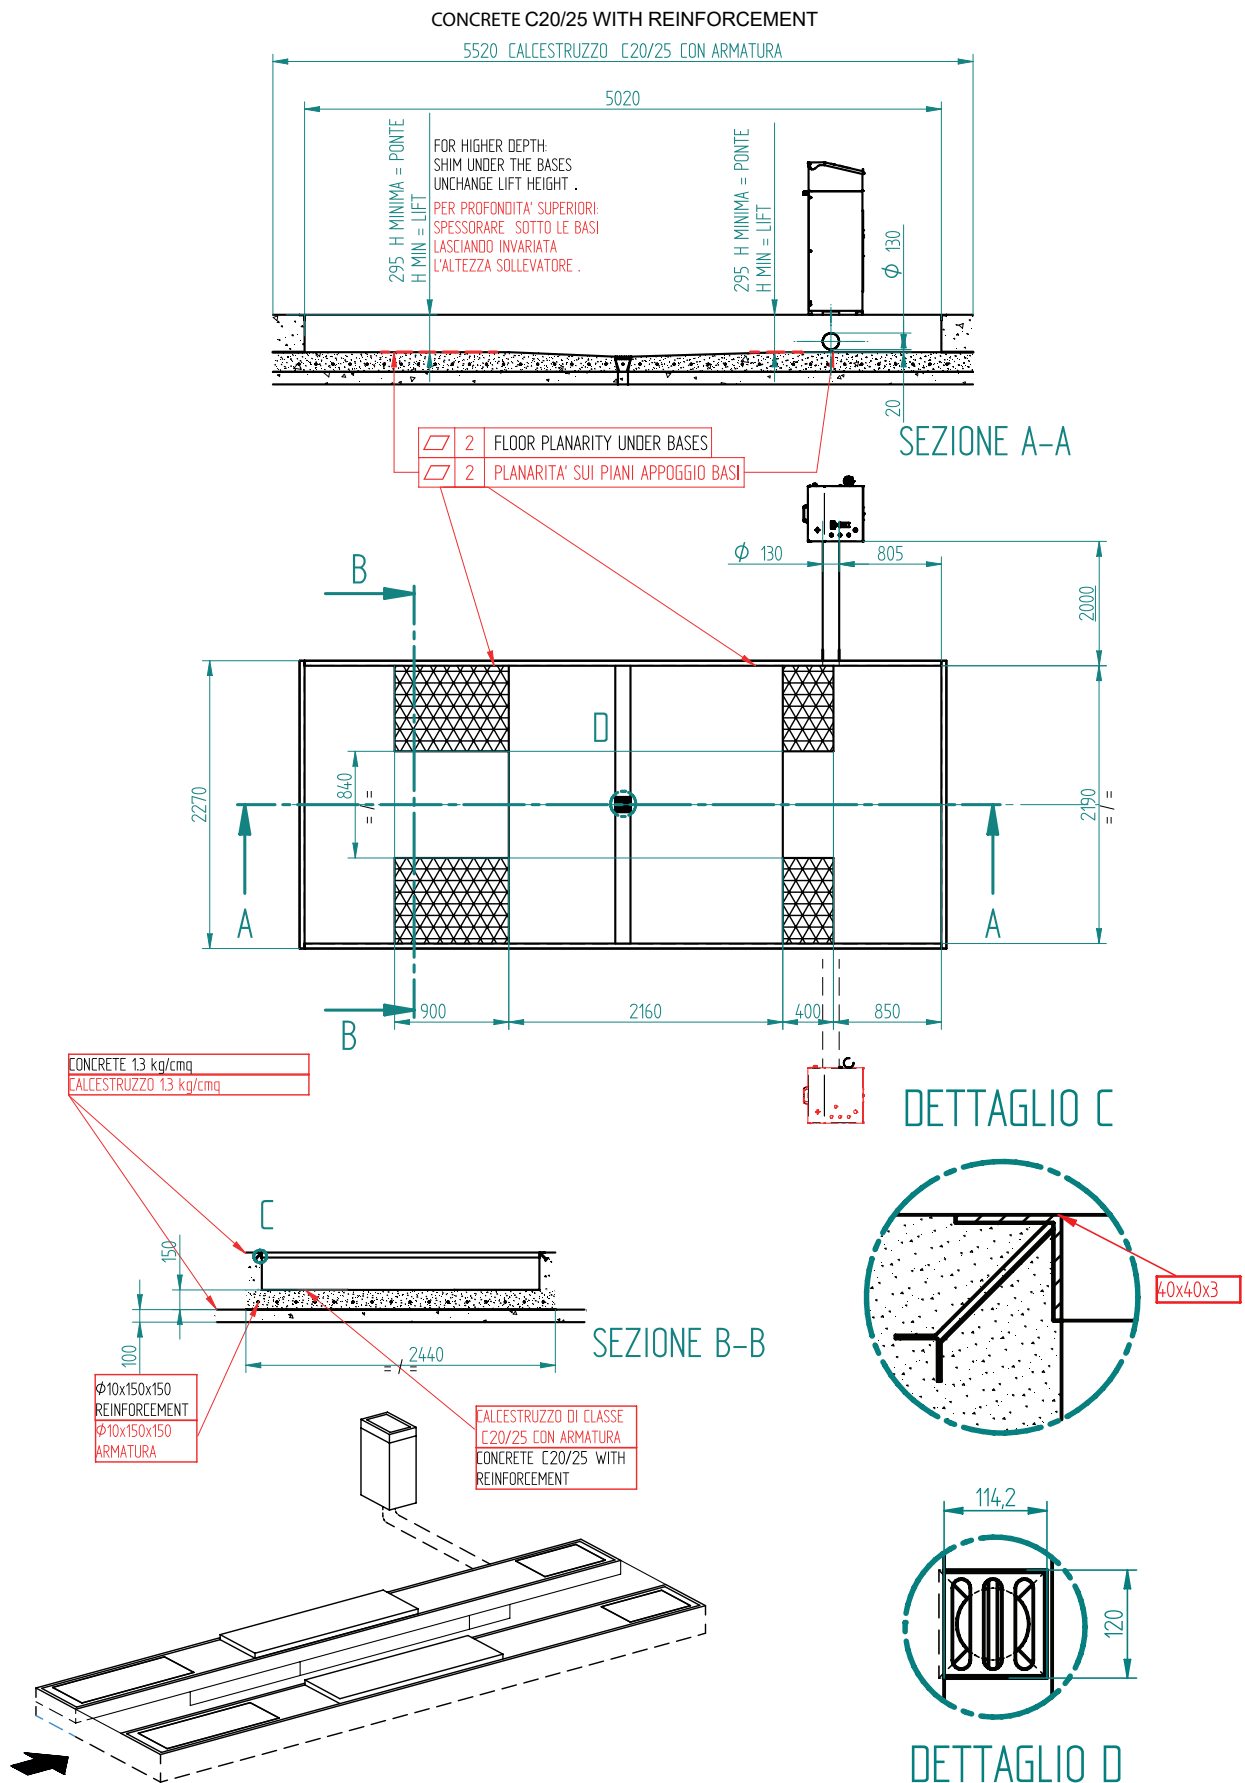 CONCRETE C20/25 WITH REINFORCEMENT
5520 CALCESTRUZZO C20/25 CON ARMATURA
5020
295 H MINIMA = PONTE
H MIN = LIFT
FOR HIGHER DEPTH:
SHIM UNDER THE BASES
UNCHANGE LIFT HEIGHT .
PER PROFONDITA' SUPERIORI:
SPESSORARE SOTTO LE BASI
LASCIANDO INVARIATA
L'ALTEZZA SOLLEVATORE .
295 H MINIMA = PONTE
H MIN = LIFT
Ø 130
20
SEZIONE A-A
2 FLOOR PLANARITY UNDER BASES
2 PLANARITA' SUI PIANI APPOGGIO BASI
Ø 130
805
2000
B
D
2270
840
= / =
2190
= / =
A
A
B
900
2160
400
850
CONCRETE 1.3 kg/cmq
CALCESTRUZZO 1.3 kg/cmq
DETTAGLIO C
C
150
100
SEZIONE B-B
2440
= / =
40x40x3
Ø10x150x150
REINFORCEMENT
Ø10x150x150
ARMATURA
CALCESTRUZZO DI CLASSE
C20/25 CON ARMATURA
CONCRETE C20/25 WITH
REINFORCEMENT
114,2
120
DETTAGLIO D